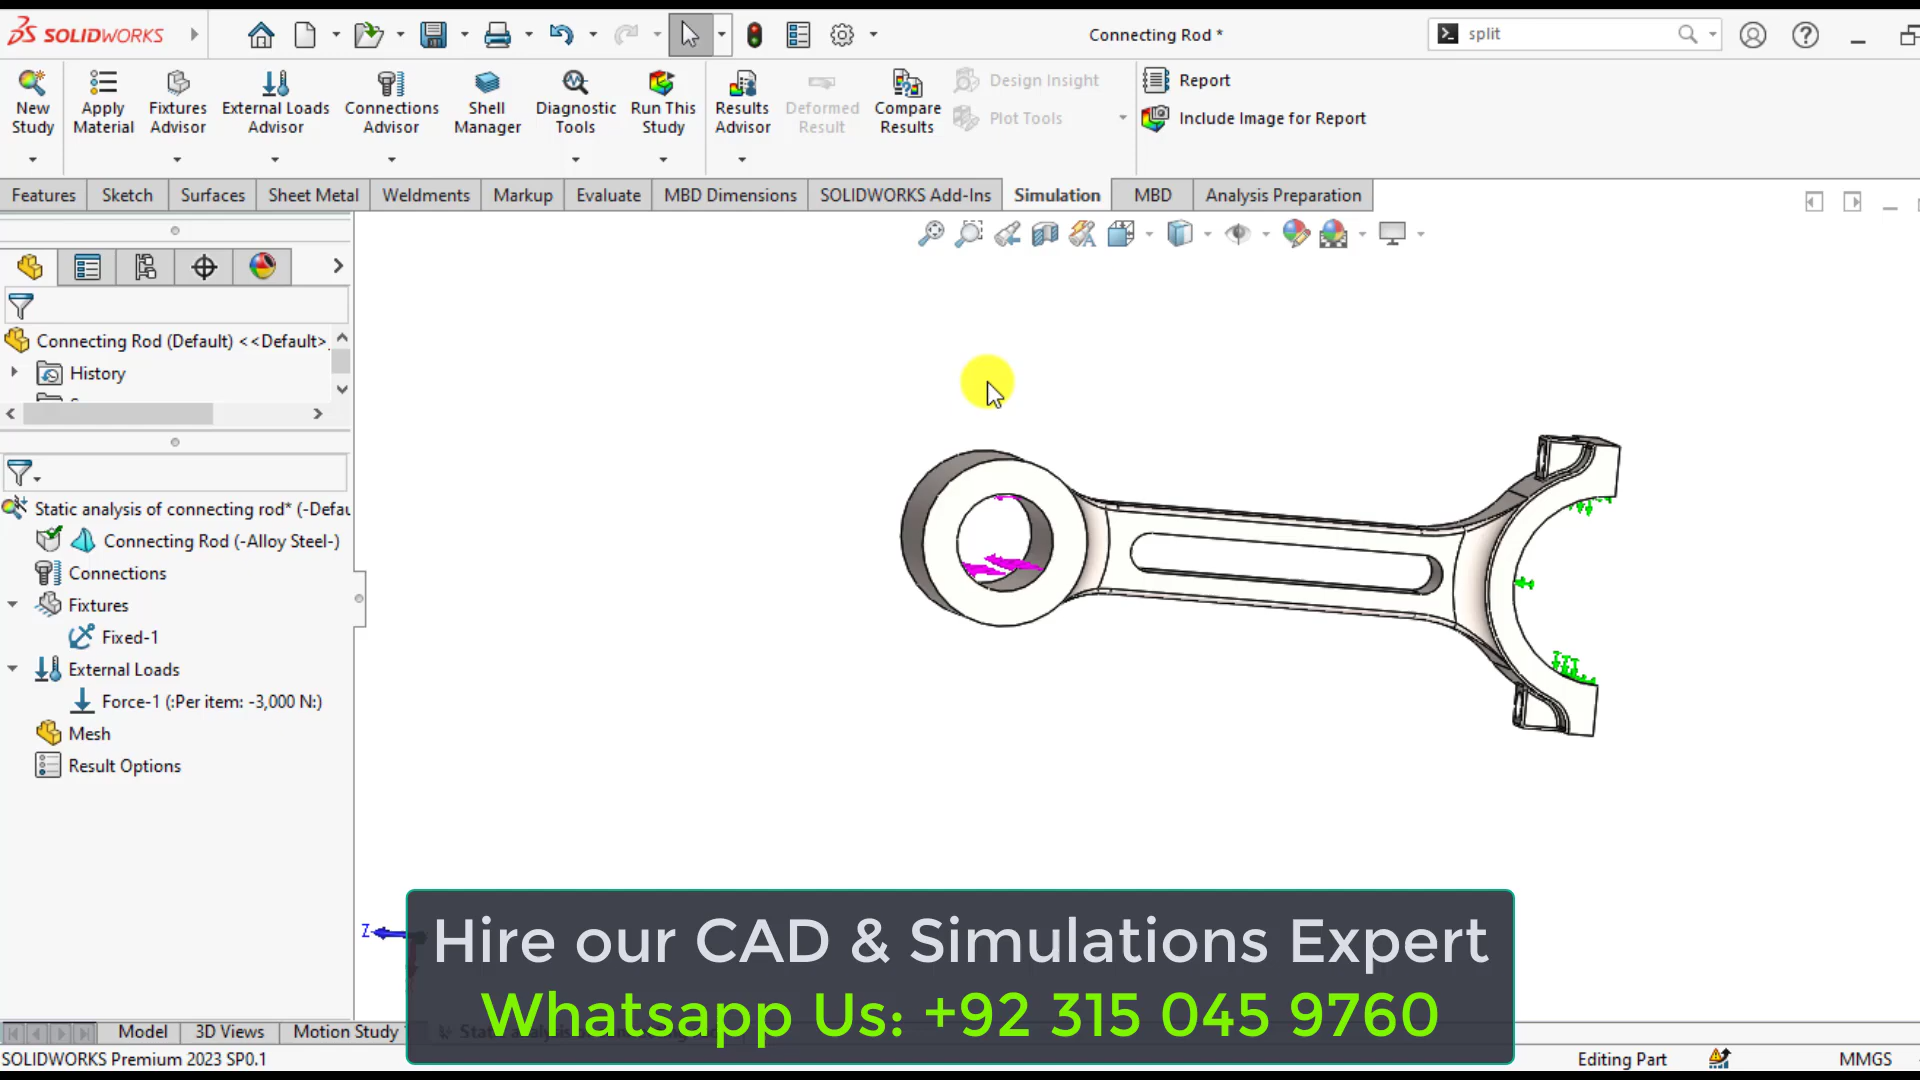 SOLIDWORKS
Connecting Rod *
split
New Study
Apply Material
Fixtures Advisor
External Loads Advisor
Connections Advisor
Shell Manager
Diagnostic Tools
Run This Study
Results Advisor
Deformed Result
Compare Results
Design Insight
Plot Tools
Report
Include Image for Report
Features
Sketch
Surfaces
Sheet Metal
Weldments
Markup
Evaluate
MBD Dimensions
SOLIDWORKS Add-Ins
Simulation
MBD
Analysis Preparation
Connecting Rod (Default) <<Default>
History
Static analysis of connecting rod* (-Defau
Connecting Rod (-Alloy Steel-)
Connections
Fixtures
Fixed-1
External Loads
Force-1 (:Per item: -3,000 N:)
Mesh
Result Options
Z
Hire our CAD & Simulations Expert
Whatsapp Us: +92 315 045 9760
Model
3D Views
Motion Study
SOLIDWORKS Premium 2023 SP0.1
Editing Part
MMGS